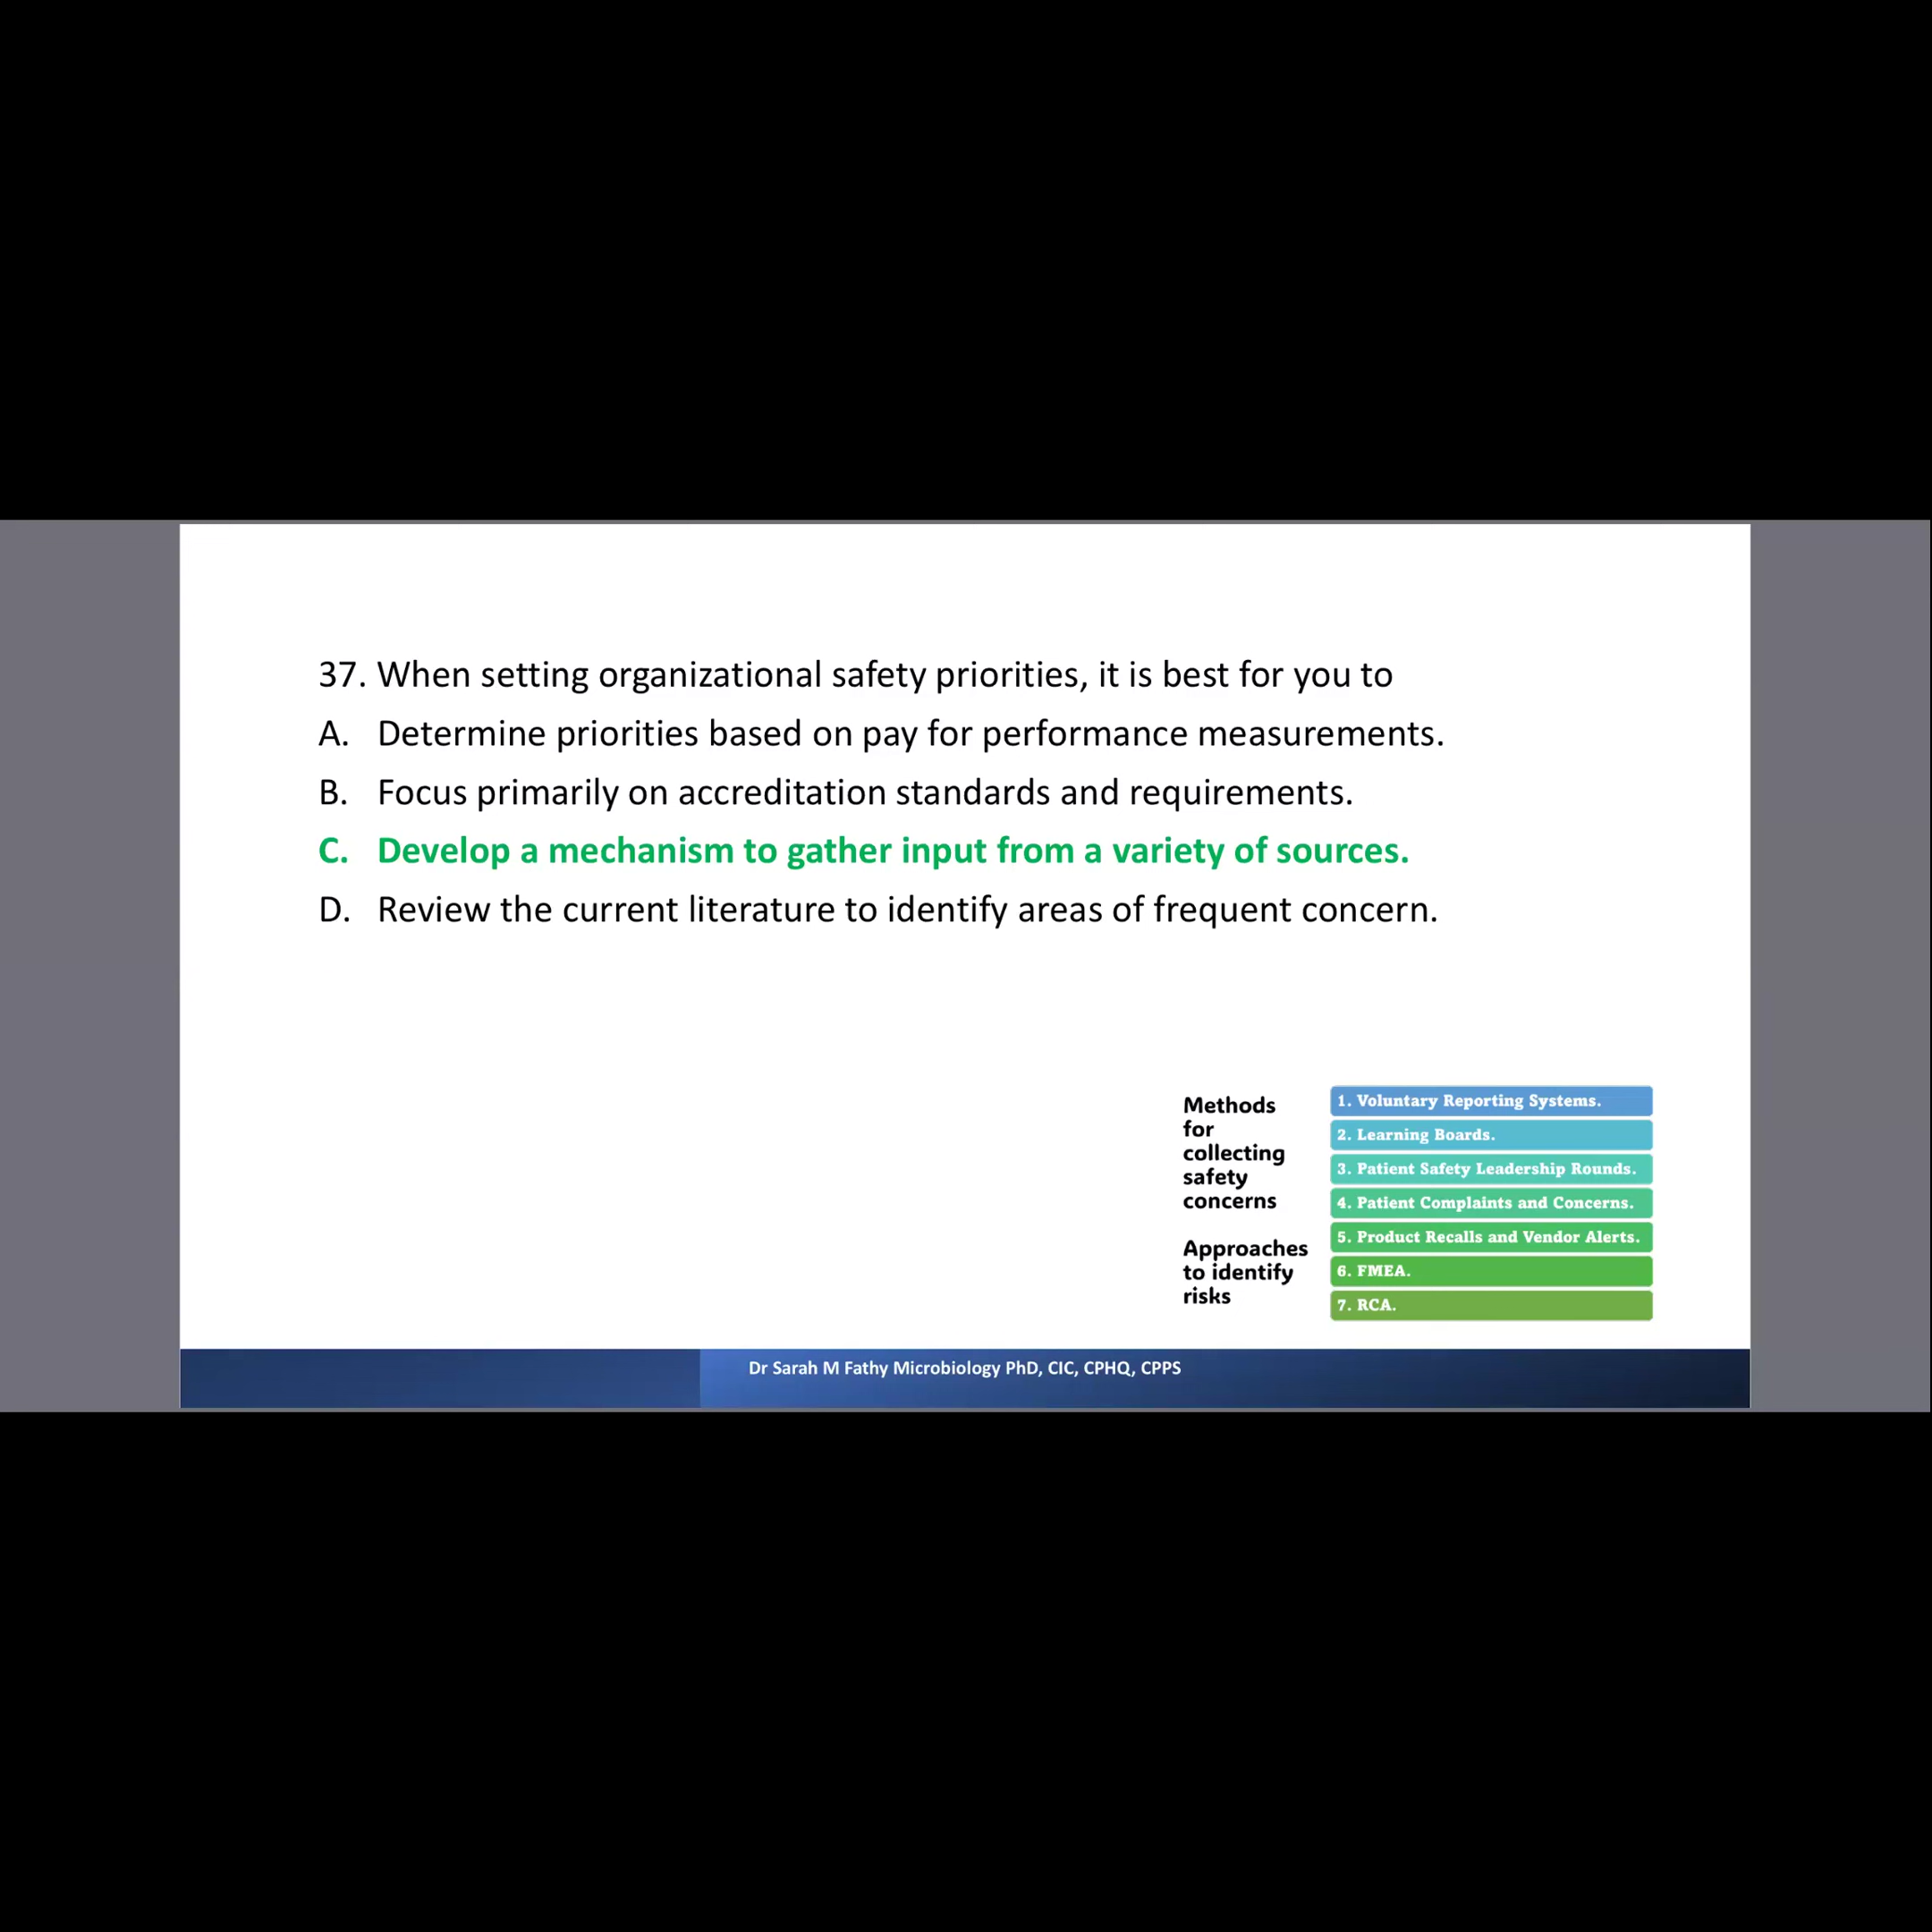 37. When setting organizational safety priorities, it is best for you to
A. Determine priorities based on pay for performance measurements.
B. Focus primarily on accreditation standards and requirements.
C. Develop a mechanism to gather input from a variety of sources.
D. Review the current literature to identify areas of frequent concern.
Methods
for
collecting
safety
concerns
Approaches
to identify
risks
1. Voluntary Reporting Systems.
2. Learning Boards.
3. Patient Safety Leadership Rounds.
4. Patient Complaints and Concerns.
5. Product Recalls and Vendor Alerts.
6. FMEA.
7. RCA.
Dr Sarah M Fathy Microbiology PhD, CIC, CPHQ, CPPS